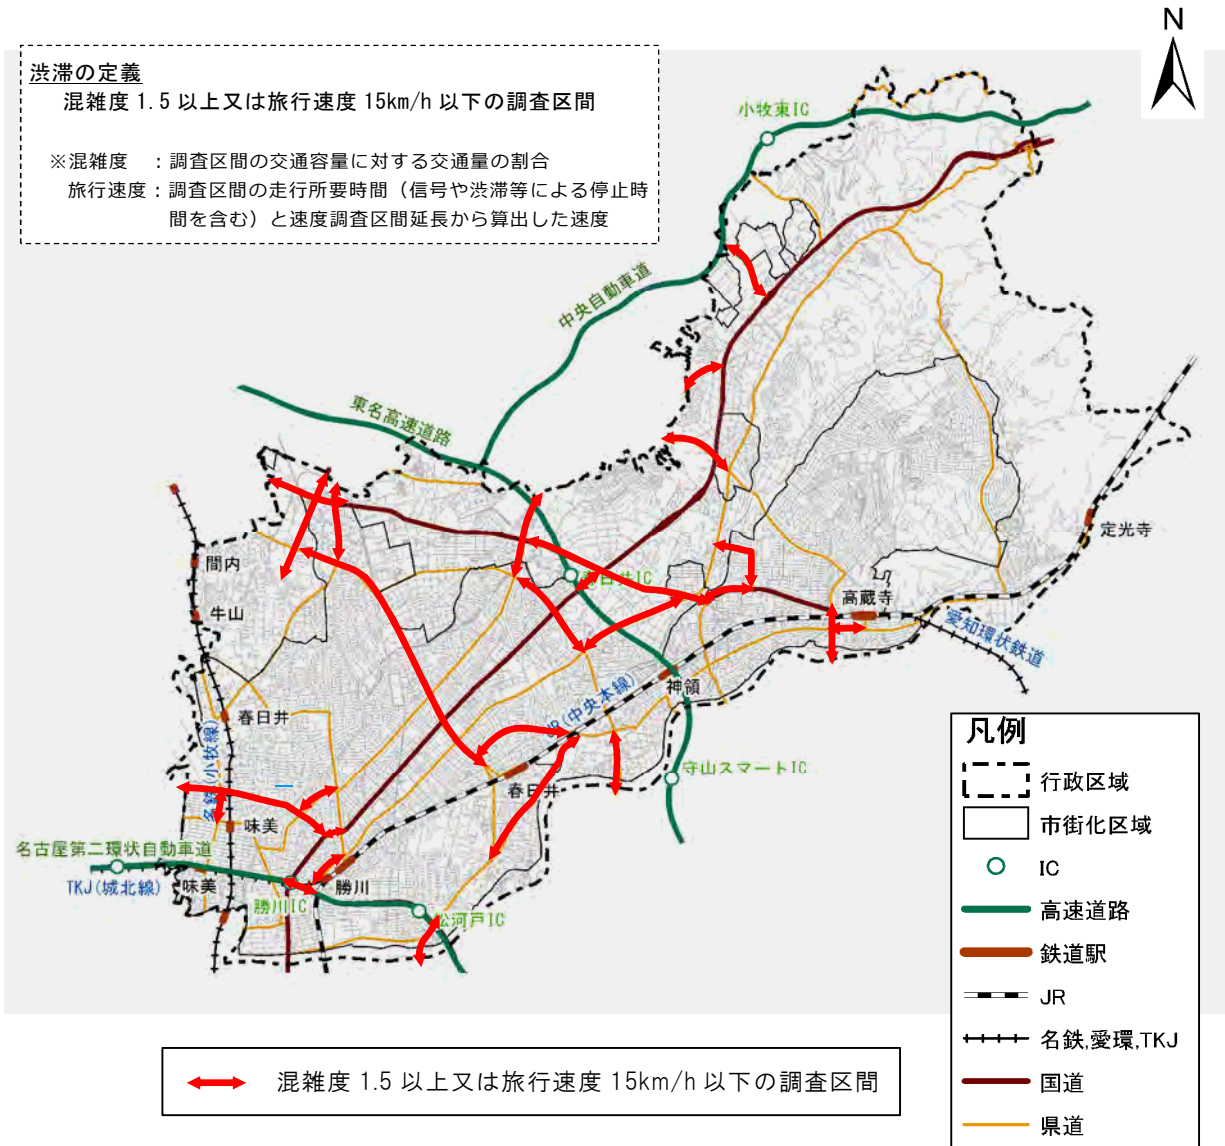 N
渋滞の定義
混雑度 1.5 以上又は旅行速度 15km/h 以下の調査区間
※混雑度 ：調査区間の交通容量に対する交通量の割合
旅行速度：調査区間の走行所要時間（信号や渋滞等による停止時
間を含む）と速度調査区間延長から算出した速度
小牧東IC
中央自動車道
東名高速道路
間内
牛山
春日井IC
定光寺
高蔵寺
愛知環状鉄道
神領
JR(中央本線)
春日井
名鉄(小牧線)
守山スマートIC
春日井
味美
名古屋第二環状自動車道
TKJ(城北線)
味美
勝川
勝川IC
松河戸IC
凡例
行政区域
市街化区域
IC
高速道路
鉄道駅
JR
名鉄,愛環,TKJ
国道
県道
混雑度 1.5 以上又は旅行速度 15km/h 以下の調査区間